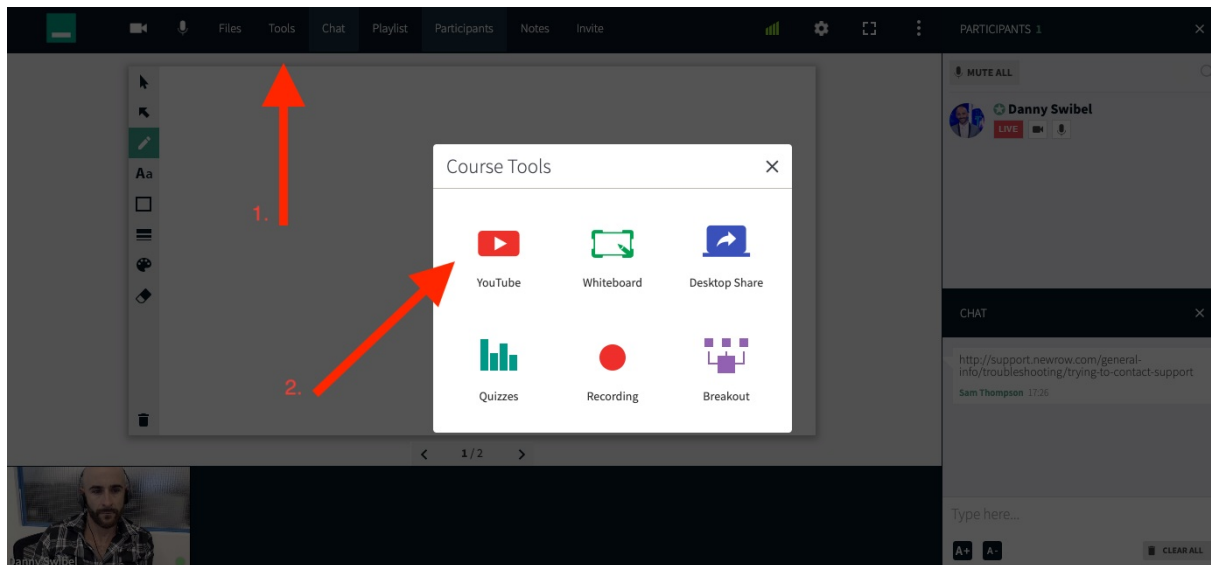 Files Tools Chat Playlist Participants Notes Invite
PARTICIPANTS 1
MUTE ALL
Danny Swibel
LIVE
Aa
1.
Course Tools
YouTube Whiteboard Desktop Share
2.
Quizzes Recording Breakout
CHAT
http://support.newrow.com/general-
info/troubleshooting/trying-to-contact-support
Sam Thompson 17:26
1 / 2
Type here...
A+ A-
CLEAR ALL
Danny Swibel